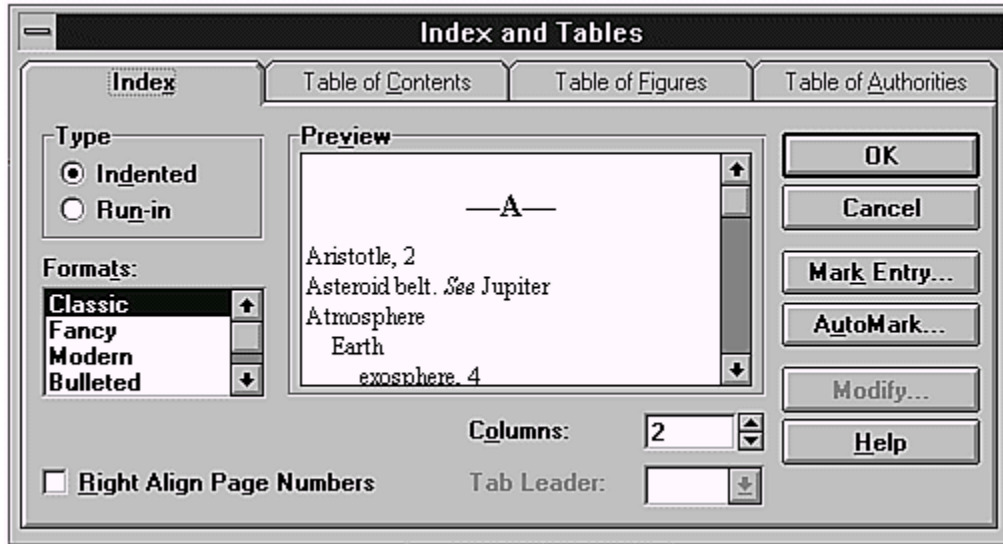 Index and Tables
Index
Table of Contents
Table of Figures
Table of Authorities
Type
Indented
Run-in
Formats:
Classic
Fancy
Modern
Bulleted
Preview
—A—
Aristotle, 2
Asteroid belt. See Jupiter
Atmosphere
Earth
exosphere, 4
OK
Cancel
Mark Entry...
AutoMark...
Modify...
Help
Columns:
2
Right Align Page Numbers
Tab Leader: